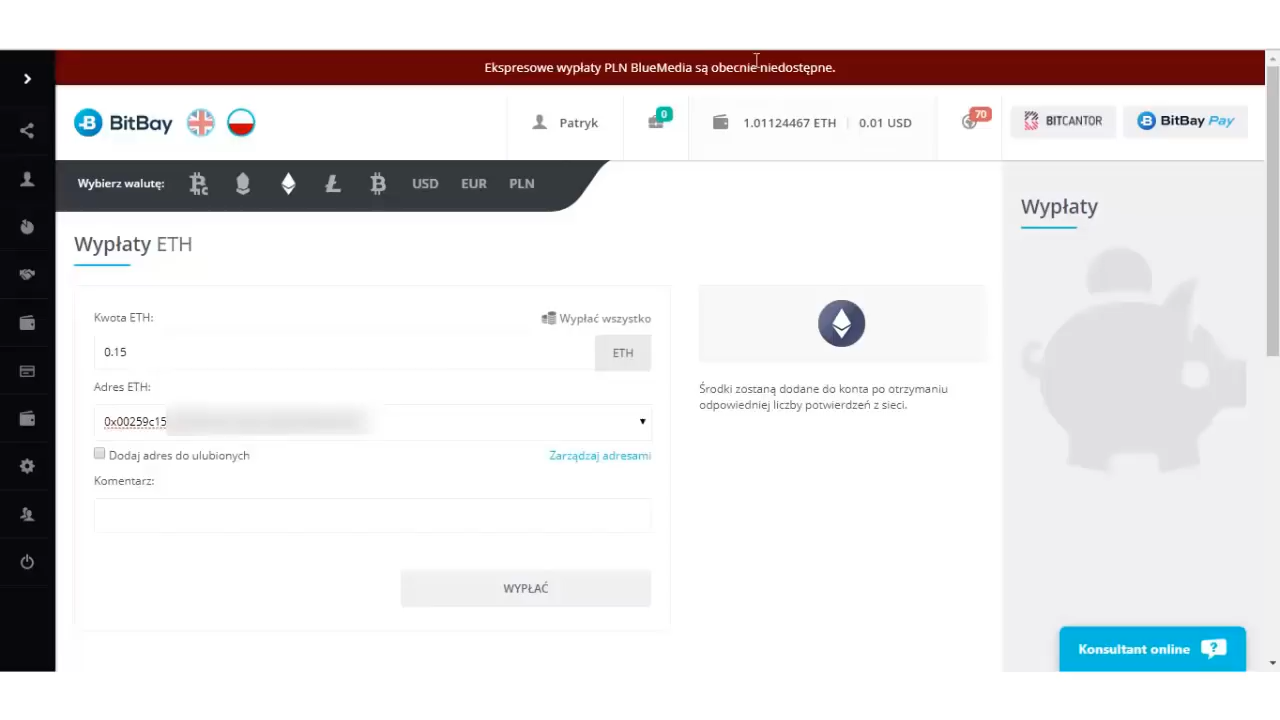 Ekspresowe wypłaty PLN BlueMedia są obecnie niedostępne.
BitBay
Patryk
0
1.01124467 ETH
0.01 USD
70
BITCANTOR
BitBay Pay
Wybierz walutę:
USD
EUR
PLN
Wypłaty
Wypłaty ETH
Kwota ETH:
Wypłać wszystko
0.15
ETH
Adres ETH:
Środki zostaną dodane do konta po otrzymaniu
odpowiedniej liczby potwierdzeń z sieci.
0x00259c15
Dodaj adres do ulubionych
Zarządzaj adresami
Komentarz:
WYPŁAĆ
Konsultant online